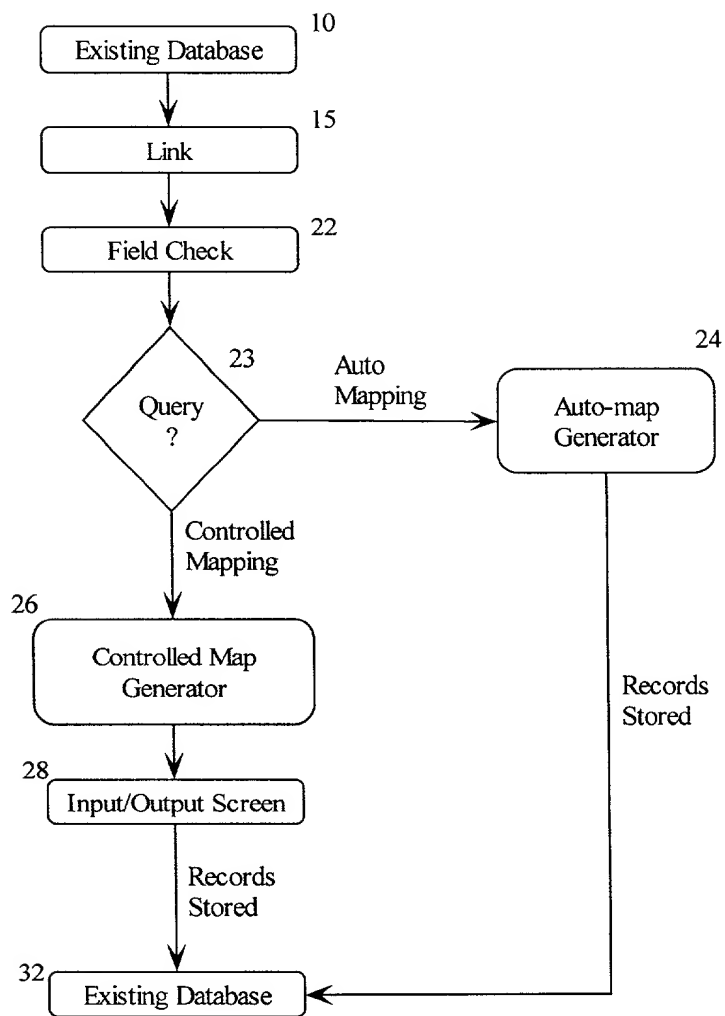 10
Existing Database
15
Link
22
Field Check
23
Query
?
Auto
Mapping
24
Auto-map
Generator
Controlled
Mapping
26
Controlled Map
Generator
Records
Stored
28
Input/Output Screen
Records
Stored
32
Existing Database